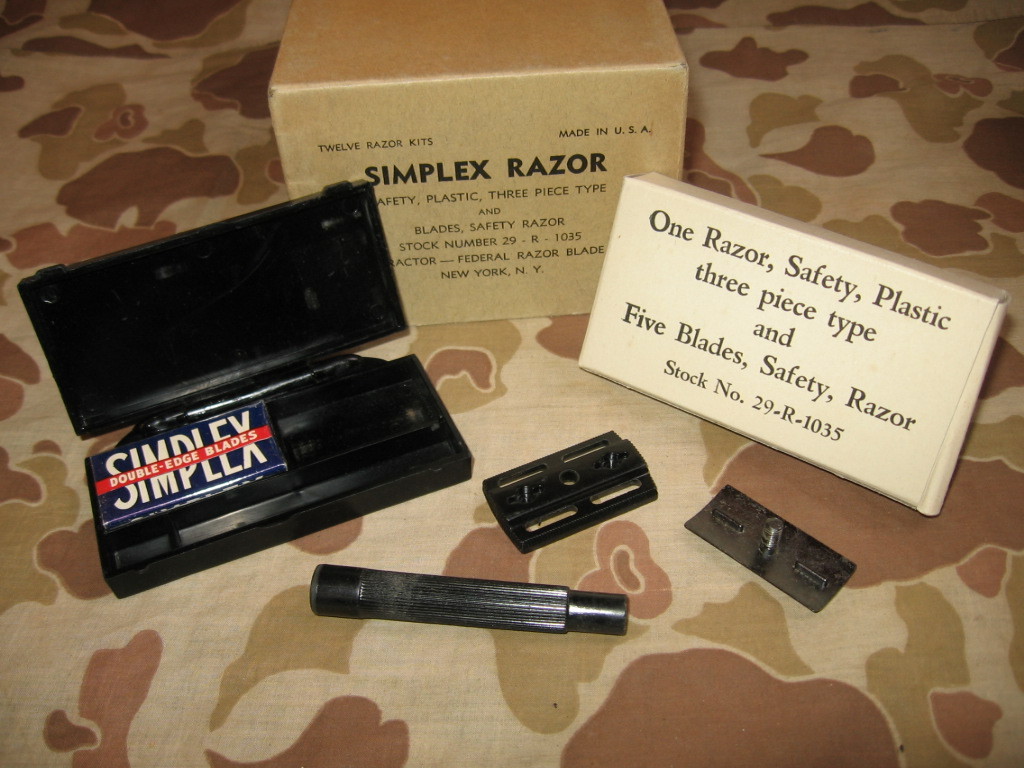 TWELVE RAZOR KITS
MADE IN U.S.A.
SIMPLEX RAZOR
AFETY, PLASTIC, THREE PIECE TYPE
AND
BLADES, SAFETY RAZOR
STOCK NUMBER 29 - R - 1035
RACTOR — FEDERAL RAZOR BLADE
NEW YORK, N. Y.
One Razor, Safety, Plastic
three piece type
and
Five Blades, Safety, Razor
Stock No. 29-R-1035
SIMPLEX
DOUBLE-EDGE BLADES